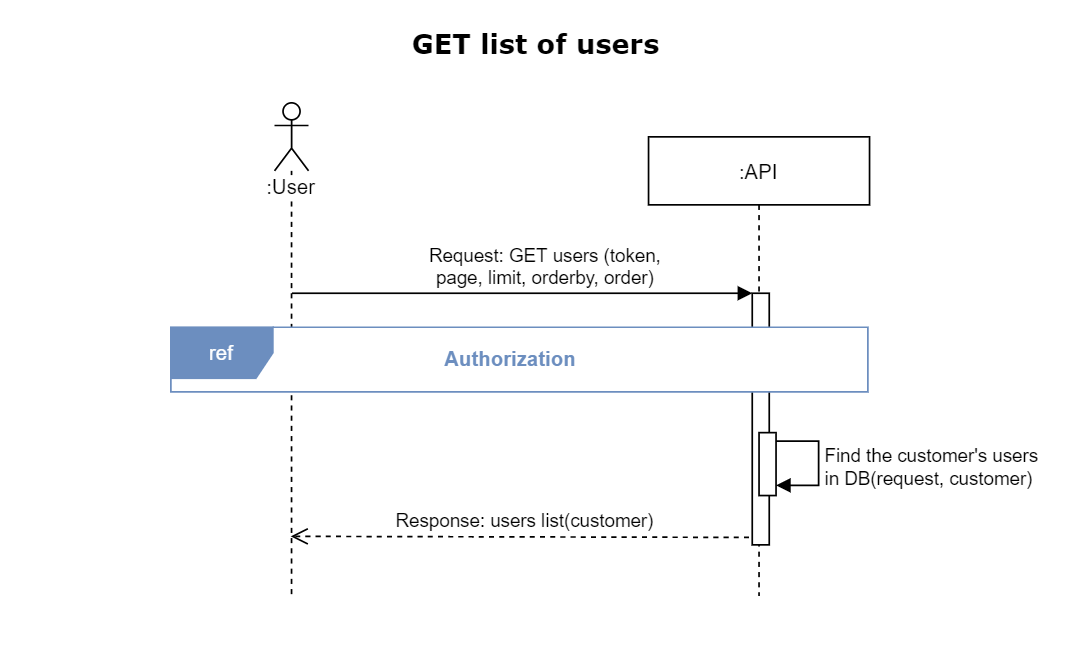 GET list of users
:User
:API
Request: GET users (token,
page, limit, orderby, order)
ref
Authorization
Find the customer's users
in DB(request, customer)
Response: users list(customer)